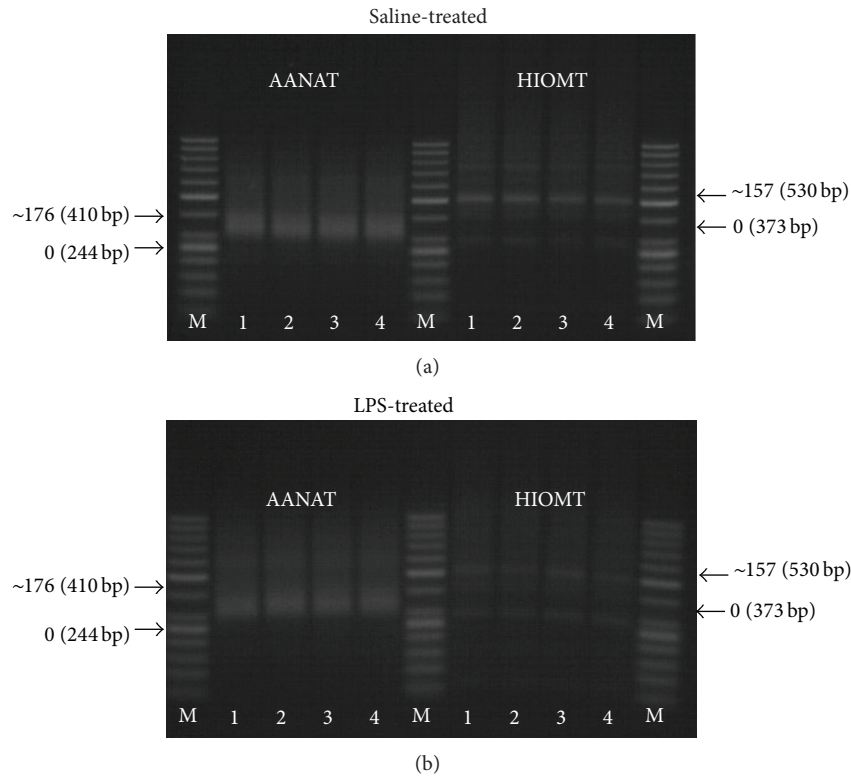 Saline-treated
AANAT HIOMT
~176 (410 bp)
0 (244 bp)
~157 (530 bp)
0 (373 bp)
M 1 2 3 4 M 1 2 3 4 M
(a)
LPS-treated
AANAT HIOMT
~176 (410 bp)
0 (244 bp)
~157 (530 bp)
0 (373 bp)
M 1 2 3 4 M 1 2 3 4 M
(b)